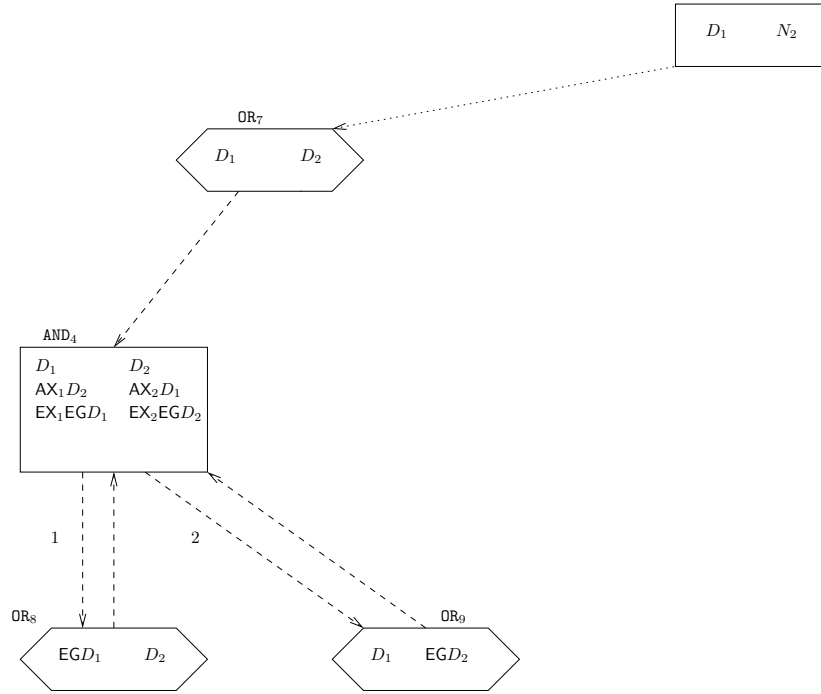 D₁ N₂
OR₇
D₁ D₂
AND₄
D₁ D₂
AX₁D₂ AX₂D₁
EX₁EGD₁ EX₂EGD₂
1 2
OR₈ OR₉
EGD₁ D₂ D₁ EGD₂